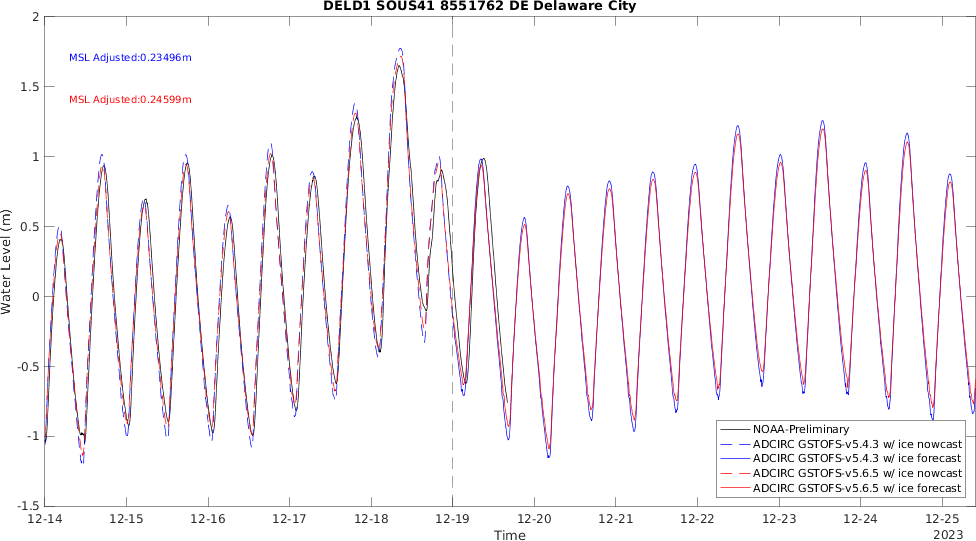 DELD1 SOUS41 8551762 DE Delaware City
2
1.5
1
0.5
0
-0.5
-1
-1.5
Water Level (m)
MSL Adjusted:0.23496m
MSL Adjusted:0.24599m
NOAA-Preliminary
ADCIRC GSTOFS-v5.4.3 w/ ice nowcast
ADCIRC GSTOFS-v5.4.3 w/ ice forecast
ADCIRC GSTOFS-v5.6.5 w/ ice nowcast
ADCIRC GSTOFS-v5.6.5 w/ ice forecast
12-14 12-15 12-16 12-17 12-18 12-19 12-20 12-21 12-22 12-23 12-24 12-25
Time
2023